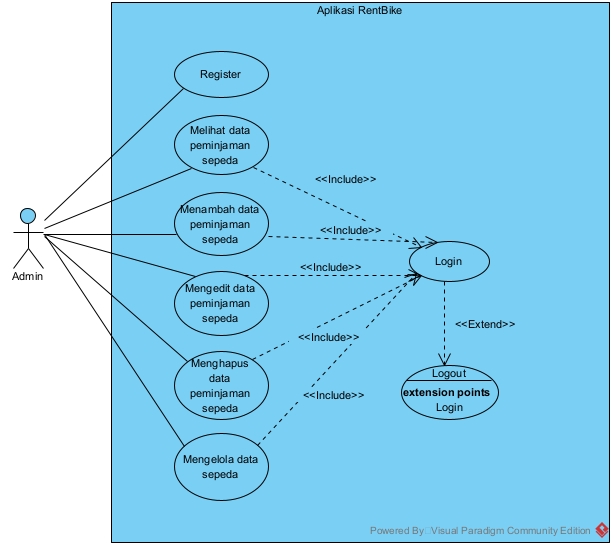 Aplikasi RentBike
Register
Melihat data
peminjaman
sepeda
<<Include>>
Menambah data
peminjaman
sepeda
<<Include>>
Login
Admin
Mengedit data
peminjaman
sepeda
<<Include>>
<<Extend>>
Menghapus
data
peminjaman
sepeda
<<Include>>
Logout
extension points
Login
<<Include>>
Mengelola data
sepeda
Powered By: Visual Paradigm Community Edition